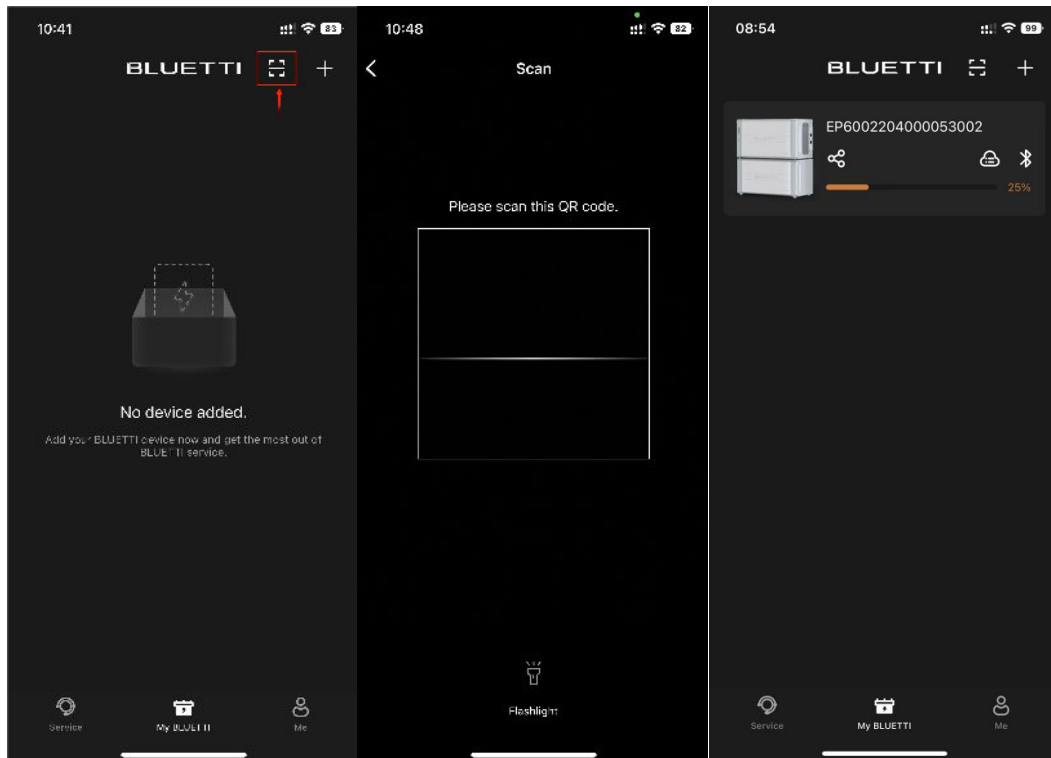 10:41
83
BLUETTI
No device added.
Add your BLUETTI device now and get the most out of
BLUETTI service.
Service
My BLUETTI
Me
10:48
82
Scan
Please scan this QR code.
Flashlight
08:54
99
BLUETTI
EP6002204000053002
25%
Service
My BLUETTI
Me